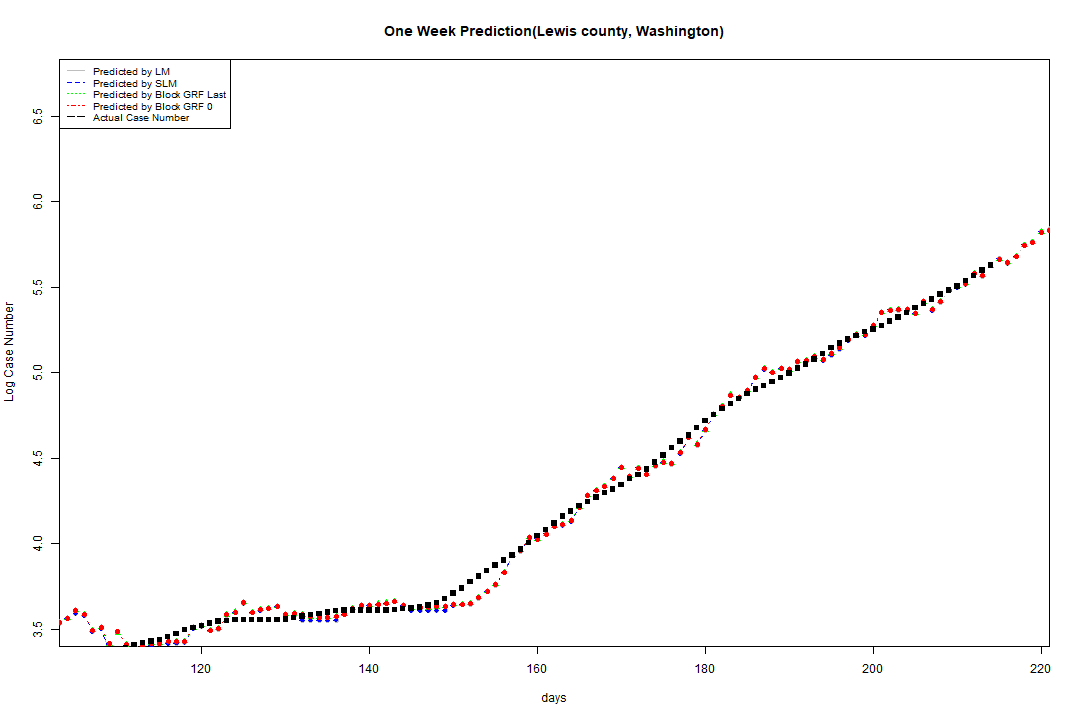 One Week Prediction(Lewis county, Washington)
Predicted by LM
Predicted by SLM
Predicted by Block GRF Last
Predicted by Block GRF 0
Actual Case Number
6.5
6.0
5.5
5.0
4.5
4.0
3.5
Log Case Number
120 140 160 180 200 220
days